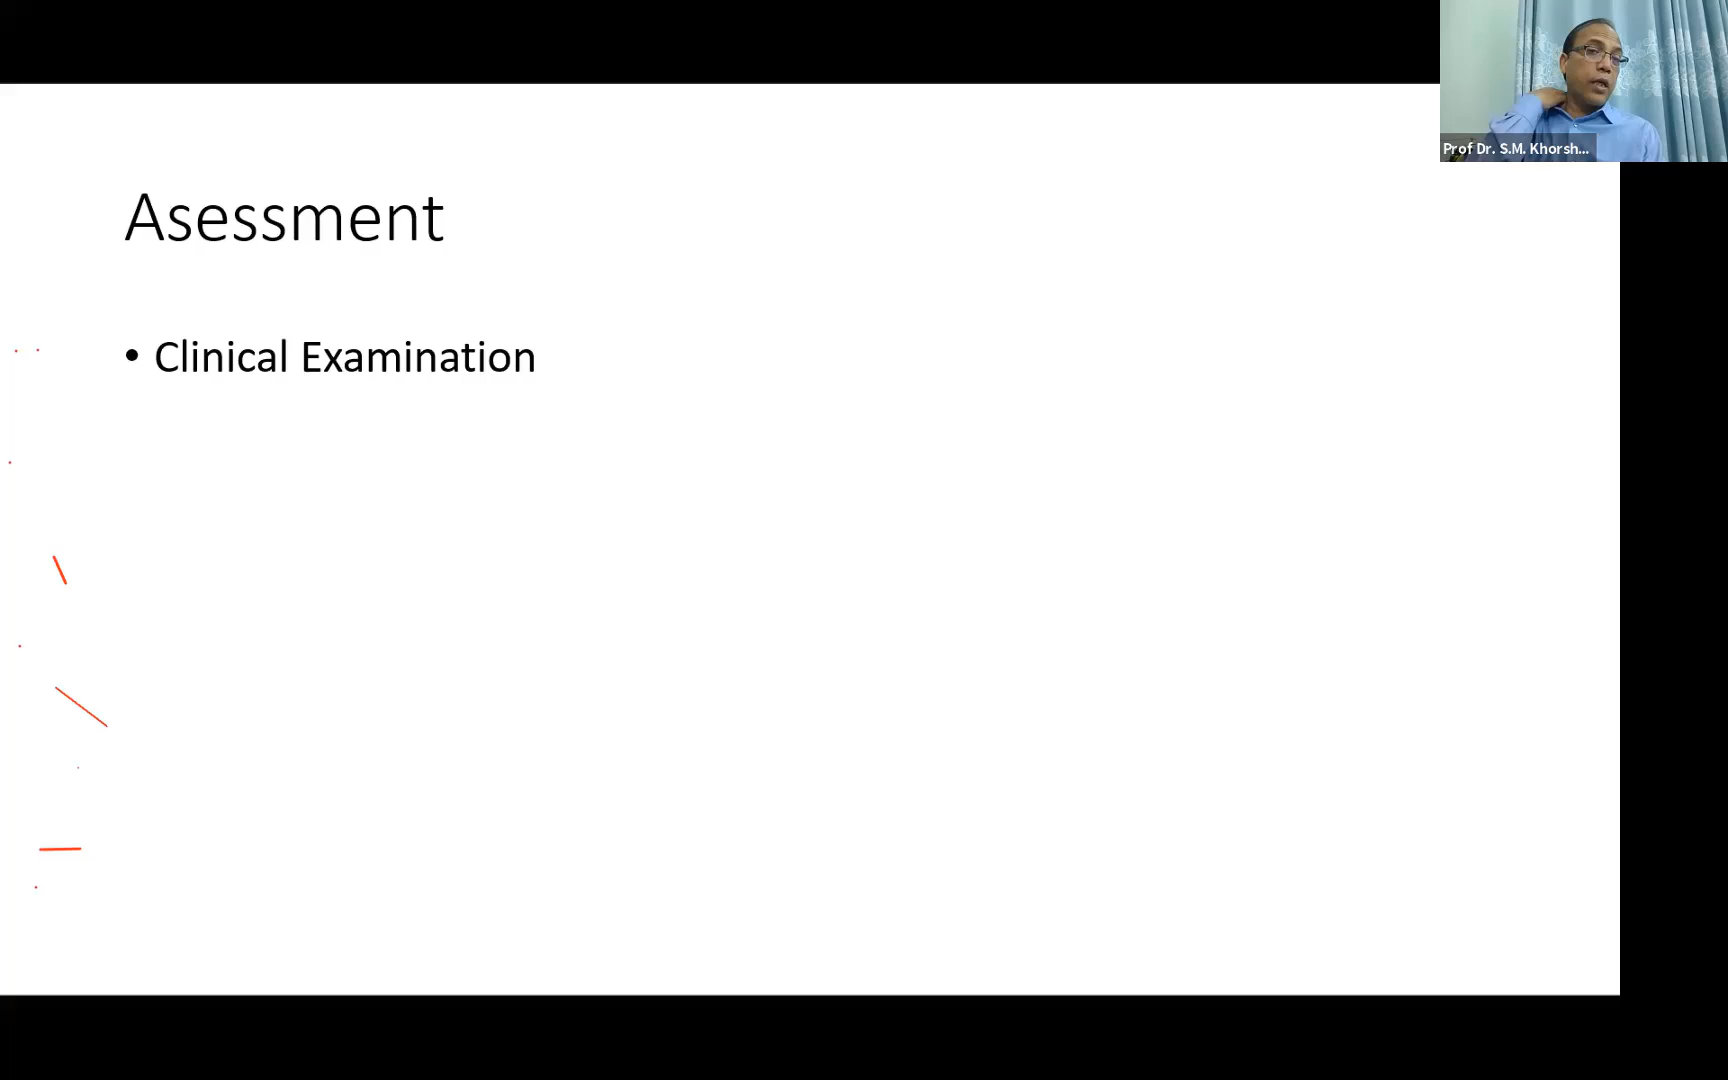 Prof Dr. S.M. Khorsh...
Asessment
• Clinical Examination